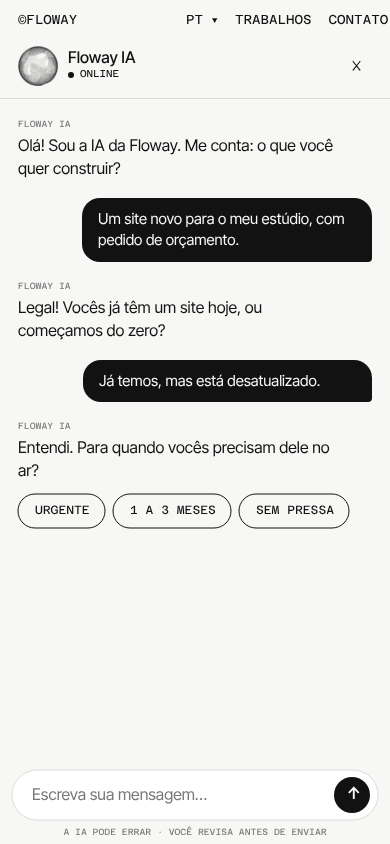 ©FLOWAY PT ▾ TRABALHOS CONTATO
Floway IA
ONLINE
X
FLOWAY IA
Olá! Sou a IA da Floway. Me conta: o que você
quer construir?
Um site novo para o meu estúdio, com
pedido de orçamento.
FLOWAY IA
Legal! Vocês já têm um site hoje, ou
começamos do zero?
Já temos, mas está desatualizado.
FLOWAY IA
Entendi. Para quando vocês precisam dele no
ar?
URGENTE 1 A 3 MESES SEM PRESSA
Escreva sua mensagem...
A IA PODE ERRAR · VOCÊ REVISA ANTES DE ENVIAR